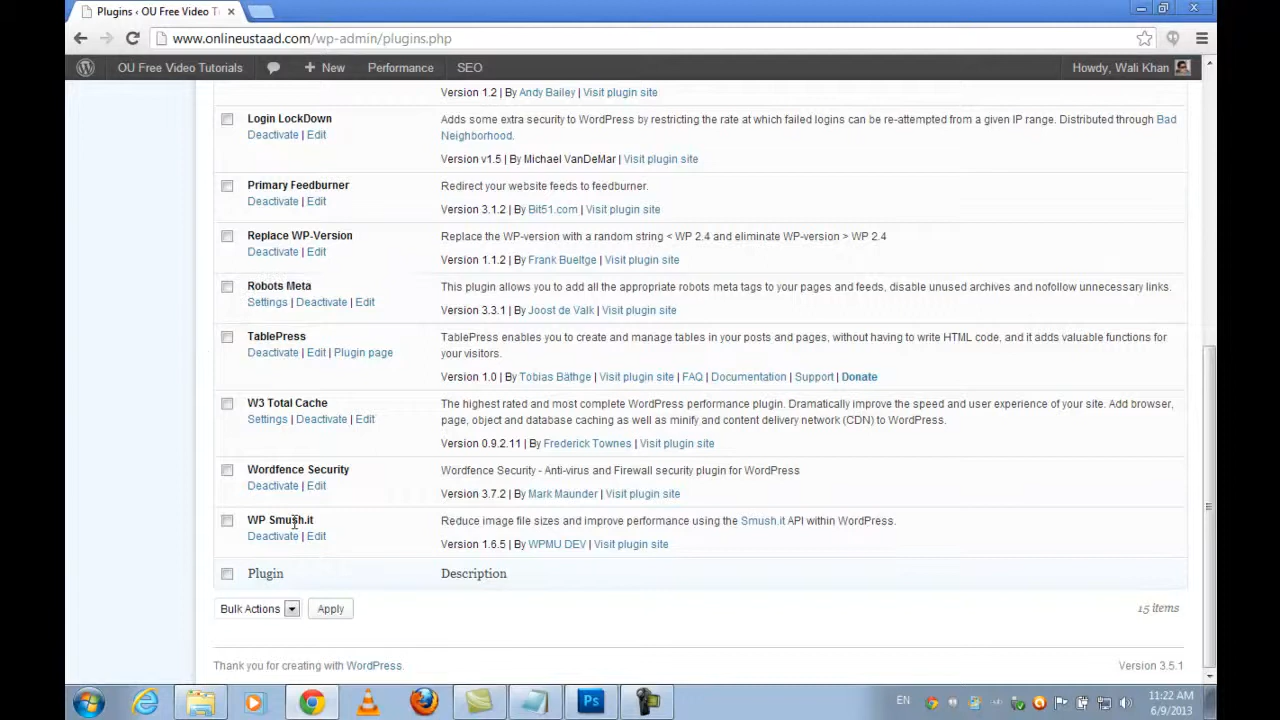 Plugins ‹ OU Free Video T
www.onlineustaad.com/wp-admin/plugins.php
OU Free Video Tutorials
+ New
Performance
SEO
Howdy, Wali Khan
Version 1.2 | By Andy Bailey | Visit plugin site
Login LockDown
Deactivate | Edit
Adds some extra security to WordPress by restricting the rate at which failed logins can be re-attempted from a given IP range. Distributed through Bad
Neighborhood.
Version v1.5 | By Michael VanDeMar | Visit plugin site
Primary Feedburner
Deactivate | Edit
Redirect your website feeds to feedburner.
Version 3.1.2 | By Bit51.com | Visit plugin site
Replace WP-Version
Deactivate | Edit
Replace the WP-version with a random string < WP 2.4 and eliminate WP-version > WP 2.4
Version 1.1.2 | By Frank Bueltge | Visit plugin site
Robots Meta
Settings | Deactivate | Edit
This plugin allows you to add all the appropriate robots meta tags to your pages and feeds, disable unused archives and nofollow unnecessary links.
Version 3.3.1 | By Joost de Valk | Visit plugin site
TablePress
Deactivate | Edit | Plugin page
TablePress enables you to create and manage tables in your posts and pages, without having to write HTML code, and it adds valuable functions for
your visitors.
Version 1.0 | By Tobias Bäthge | Visit plugin site | FAQ | Documentation | Support | Donate
W3 Total Cache
Settings | Deactivate | Edit
The highest rated and most complete WordPress performance plugin. Dramatically improve the speed and user experience of your site. Add browser,
page, object and database caching as well as minify and content delivery network (CDN) to WordPress.
Version 0.9.2.11 | By Frederick Townes | Visit plugin site
Wordfence Security
Deactivate | Edit
Wordfence Security - Anti-virus and Firewall security plugin for WordPress
Version 3.7.2 | By Mark Maunder | Visit plugin site
WP Smush.it
Deactivate | Edit
Reduce image file sizes and improve performance using the Smush.it API within WordPress.
Version 1.6.5 | By WPMU DEV | Visit plugin site
Plugin
Description
Bulk Actions
Apply
15 items
Thank you for creating with WordPress.
Version 3.5.1
Ps
EN
11:22 AM
6/9/2013